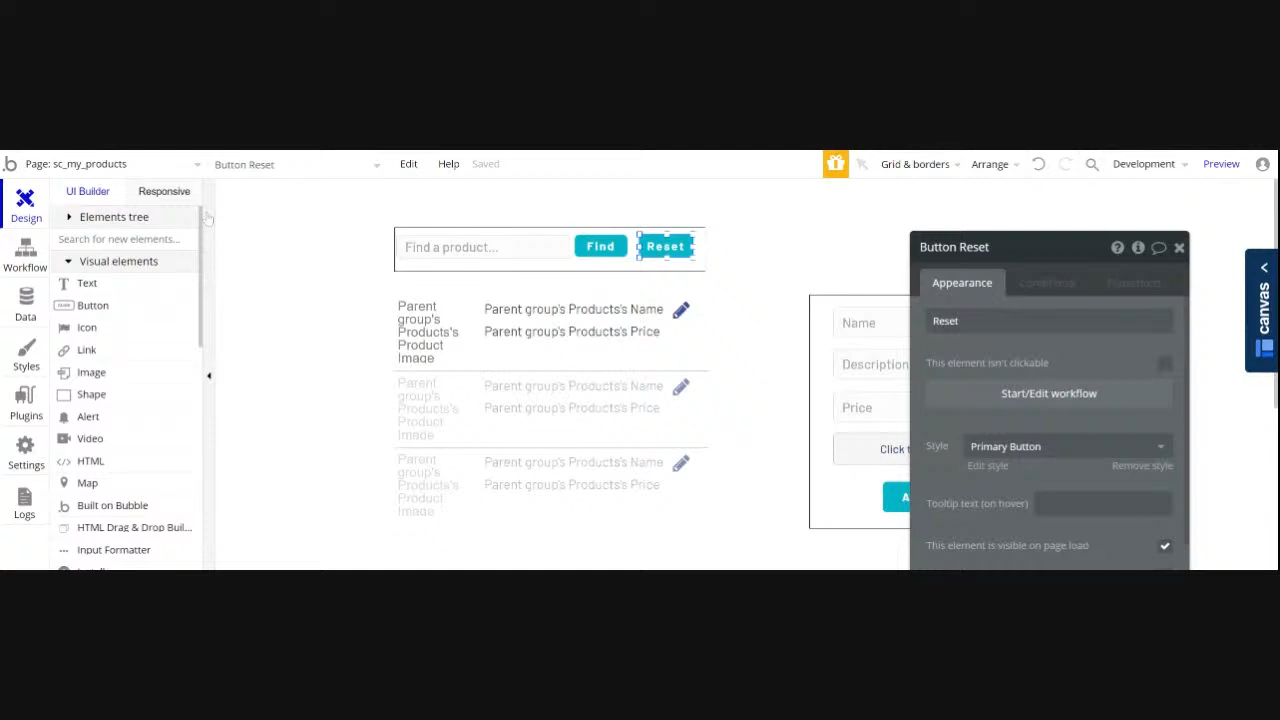 Page: sc_my_products
Button Reset
Edit
Help
Saved
Grid & borders
Arrange
Development
Preview
Design
Workflow
Data
Styles
Plugins
Settings
Logs
UI Builder
Responsive
Elements tree
Search for new elements...
Visual elements
Text
Button
Icon
Link
Image
Shape
Alert
Video
</> HTML
Map
Built on Bubble
HTML Drag & Drop Buil...
Input Formatter
Find a product...
Find
Reset
Parent
group's
Products's
Product
Image
Parent group's Products's Name
Parent group's Products's Price
Parent
group's
Products's
Product
Image
Parent group's Products's Name
Parent group's Products's Price
Parent
group's
Products's
Product
Image
Parent group's Products's Name
Parent group's Products's Price
Name
Description
Price
Click t
A
Button Reset
Appearance
Conditional
Reset
This element isn't clickable
Start/Edit workflow
Style
Primary Button
Edit style
Remove style
Tooltip text (on hover)
This element is visible on page load
canvas